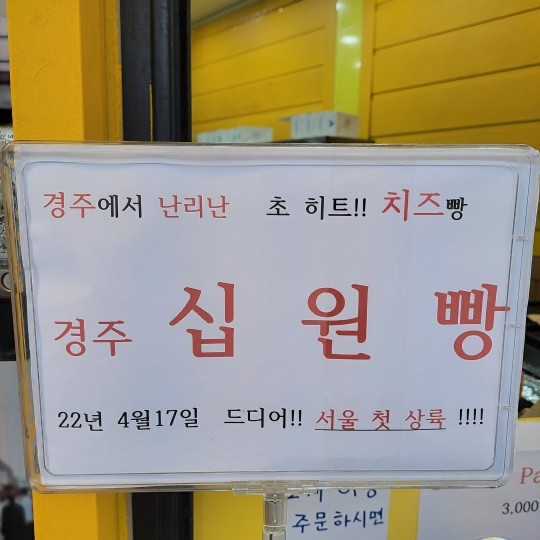 경주에서 난리난 초 히트!! 치즈빵
경주 십 원 빵
22년 4월17일 드디어!! 서울 첫 상륙 !!!!
주문하시면
Pa
3,000